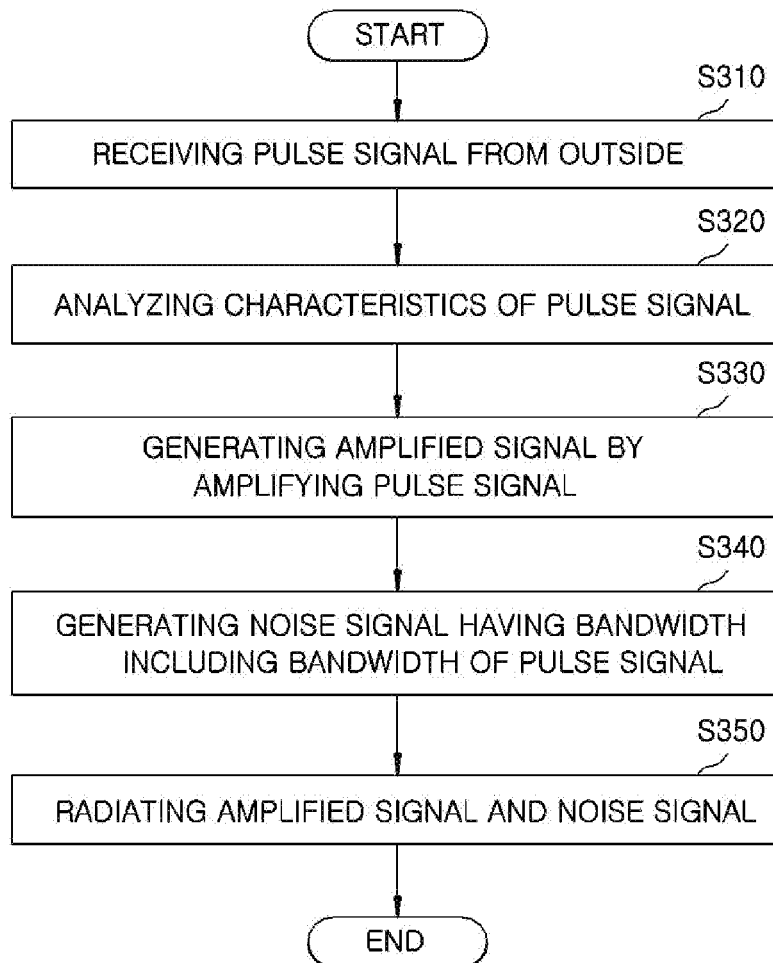 START
S310
RECEIVING PULSE SIGNAL FROM OUTSIDE
S320
ANALYZING CHARACTERISTICS OF PULSE SIGNAL
S330
GENERATING AMPLIFIED SIGNAL BY
AMPLIFYING PULSE SIGNAL
S340
GENERATING NOISE SIGNAL HAVING BANDWIDTH
INCLUDING BANDWIDTH OF PULSE SIGNAL
S350
RADIATING AMPLIFIED SIGNAL AND NOISE SIGNAL
END